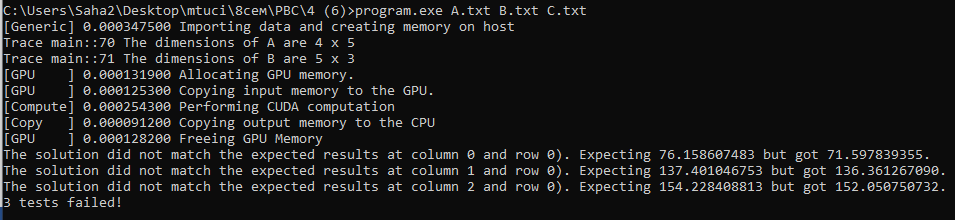 C:\Users\Saha2\Desktop\mtuci\8сем\РВС\4 (6)>program.exe A.txt B.txt C.txt
[Generic] 0.000347500 Importing data and creating memory on host
Trace main::70 The dimensions of A are 4 x 5
Trace main::71 The dimensions of B are 5 x 3
[GPU    ] 0.000131900 Allocating GPU memory.
[GPU    ] 0.000125300 Copying input memory to the GPU.
[Compute] 0.000254300 Performing CUDA computation
[Copy   ] 0.000091200 Copying output memory to the CPU
[GPU    ] 0.000128200 Freeing GPU Memory
The solution did not match the expected results at column 0 and row 0). Expecting 76.158607483 but got 71.597839355.
The solution did not match the expected results at column 1 and row 0). Expecting 137.401046753 but got 136.361267090.
The solution did not match the expected results at column 2 and row 0). Expecting 154.228408813 but got 152.050750732.
3 tests failed!